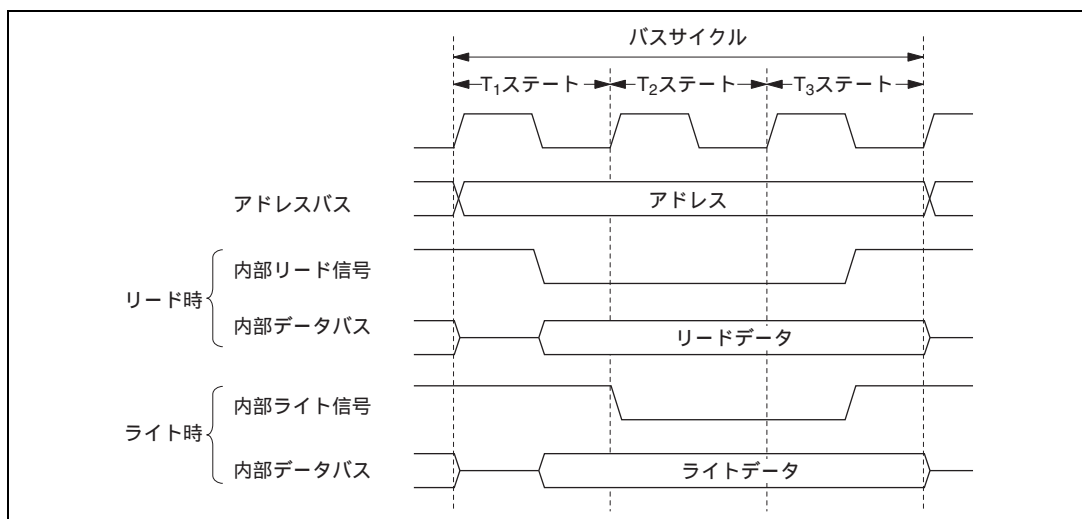 バスサイクル
T₁ステート T₂ステート T₃ステート
アドレスバス アドレス
リード時
内部リード信号
内部データバス リードデータ
ライト時
内部ライト信号
内部データバス ライトデータ